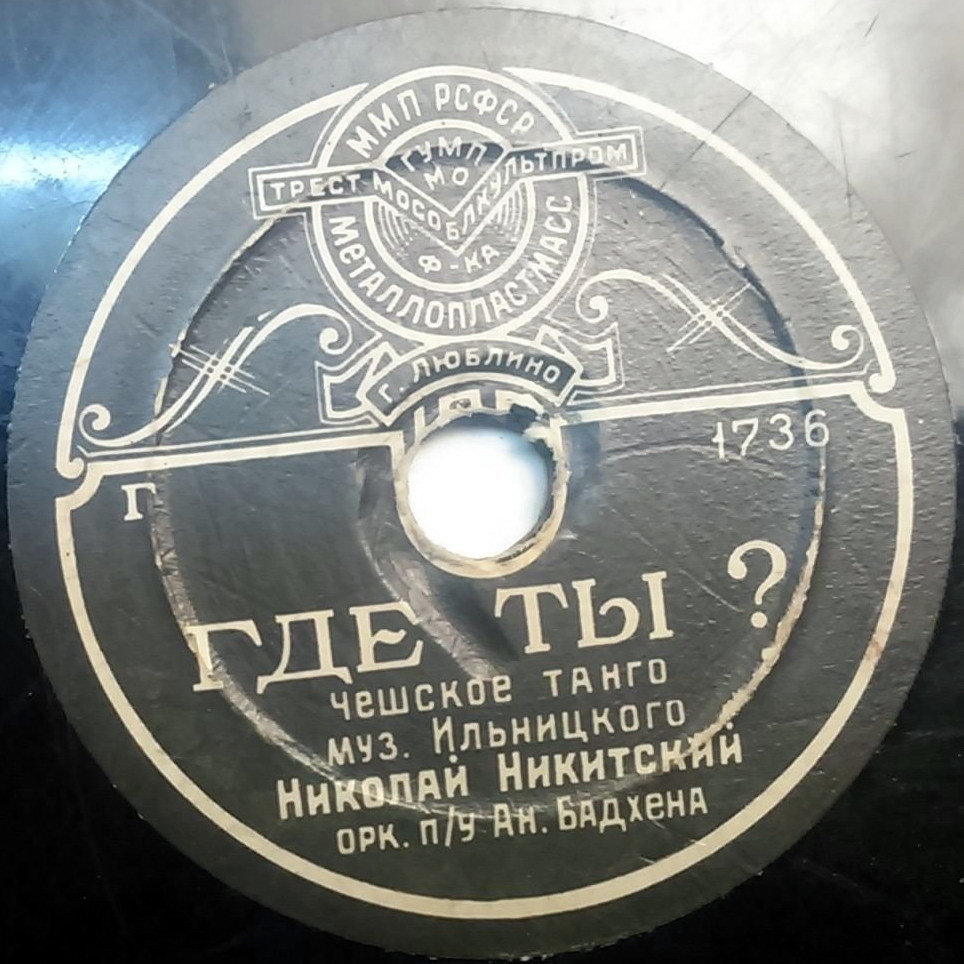 ММП РСФСР
ГУМП
МО
ТРЕСТ МОСОБЛКУЛЬТПРОМ
Ф-КА
МЕТАЛЛОПЛАСТМАСС
Г. ЛЮБЛИНО
1736
Г
ГДЕ ТЫ ?
ЧЕШСКОЕ ТАНГО
МУЗ. ИЛЬНИЦКОГО
НИКОЛАЙ НИКИТСКИЙ
ОРК. П/У АН. БАДХЕНА